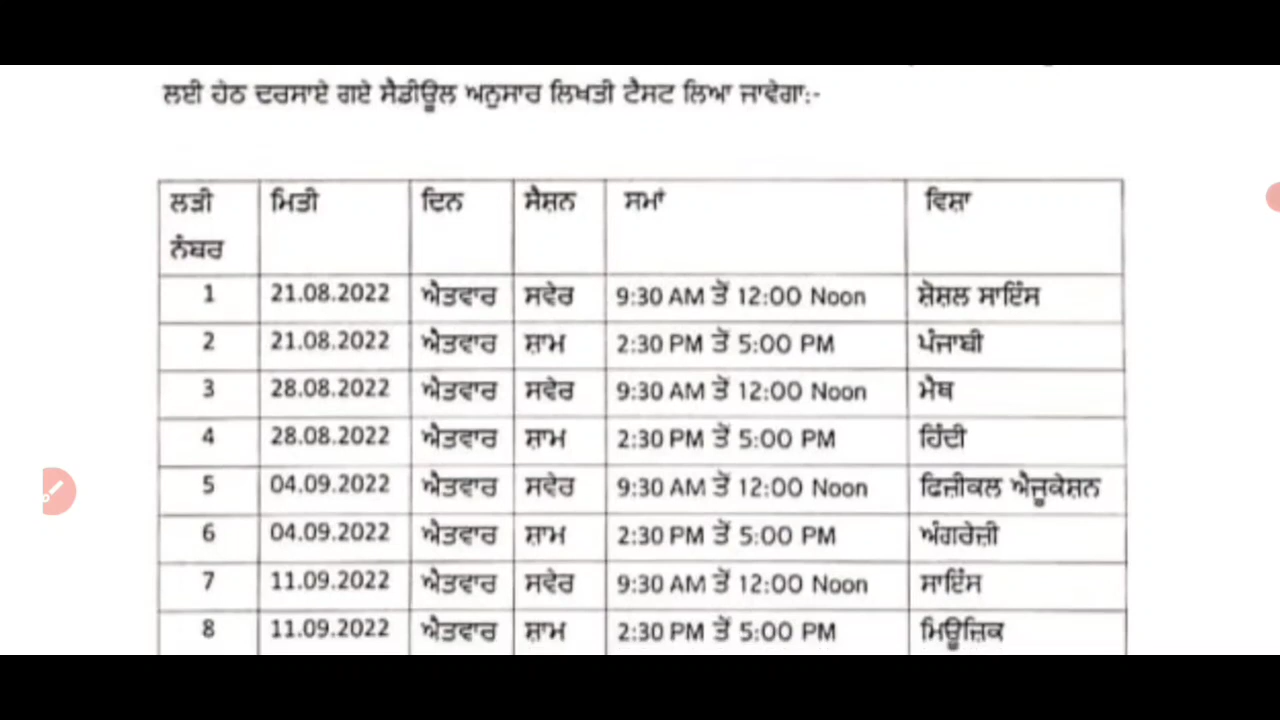 ਲਈ ਹੇਠ ਦਰਸਾਏ ਗਏ ਸੈਡੀਊਲ ਅਨੁਸਾਰ ਲਿਖਤੀ ਟੈਸਟ ਲਿਆ ਜਾਵੇਗਾ:-
ਲੜੀ ਨੰਬਰ ਮਿਤੀ ਦਿਨ ਸੈਸ਼ਨ ਸਮਾਂ ਵਿਸ਼ਾ
1 21.08.2022 ਐਤਵਾਰ ਸਵੇਰ 9:30 AM ਤੋਂ 12:00 Noon ਸ਼ੋਸ਼ਲ ਸਾਇੰਸ
2 21.08.2022 ਐਤਵਾਰ ਸ਼ਾਮ 2:30 PM ਤੋਂ 5:00 PM ਪੰਜਾਬੀ
3 28.08.2022 ਐਤਵਾਰ ਸਵੇਰ 9:30 AM ਤੋਂ 12:00 Noon ਮੈਥ
4 28.08.2022 ਐਤਵਾਰ ਸ਼ਾਮ 2:30 PM ਤੋਂ 5:00 PM ਹਿੰਦੀ
5 04.09.2022 ਐਤਵਾਰ ਸਵੇਰ 9:30 AM ਤੋਂ 12:00 Noon ਫਿਜ਼ੀਕਲ ਐਜੂਕੇਸ਼ਨ
6 04.09.2022 ਐਤਵਾਰ ਸ਼ਾਮ 2:30 PM ਤੋਂ 5:00 PM ਅੰਗਰੇਜ਼ੀ
7 11.09.2022 ਐਤਵਾਰ ਸਵੇਰ 9:30 AM ਤੋਂ 12:00 Noon ਸਾਇੰਸ
8 11.09.2022 ਐਤਵਾਰ ਸ਼ਾਮ 2:30 PM ਤੋਂ 5:00 PM ਮਿਊਜ਼ਿਕ